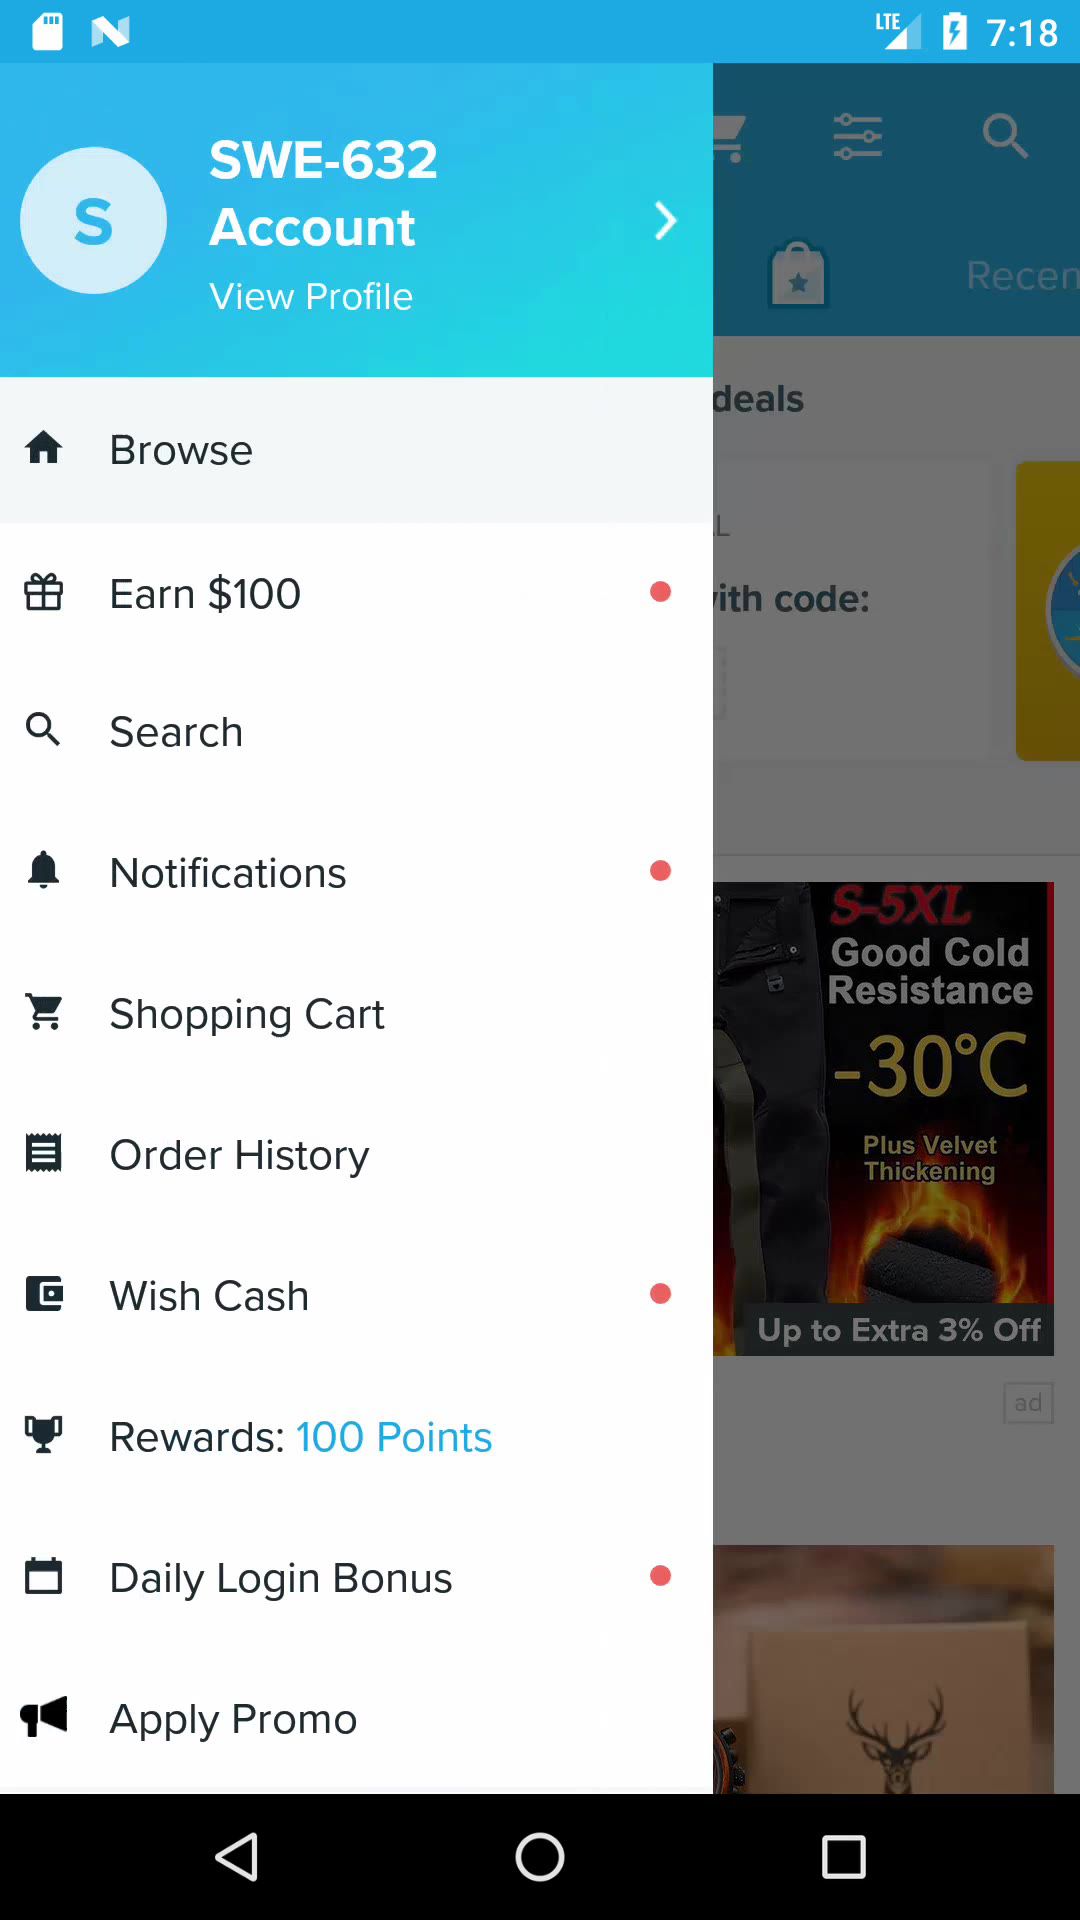 LTE 7:18
SWE-632
Account
S
View Profile
Recen
deals
Browse
L
Earn $100
ith code:
Search
Notifications
S-5XL
Good Cold
Resistance
-30°C
Shopping Cart
Order History
Plus Velvet
Thickening
Wish Cash
Up to Extra 3% Off
ad
Rewards: 100 Points
Daily Login Bonus
Apply Promo